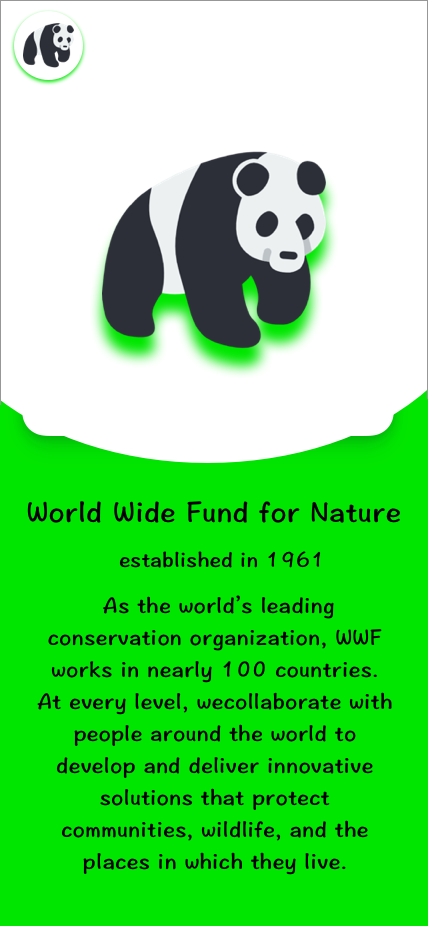 World Wide Fund for Nature
established in 1961
As the world's leading
conservation organization, WWF
works in nearly 100 countries.
At every level, wecollaborate with
people around the world to
develop and deliver innovative
solutions that protect
communities, wildlife, and the
places in which they live.